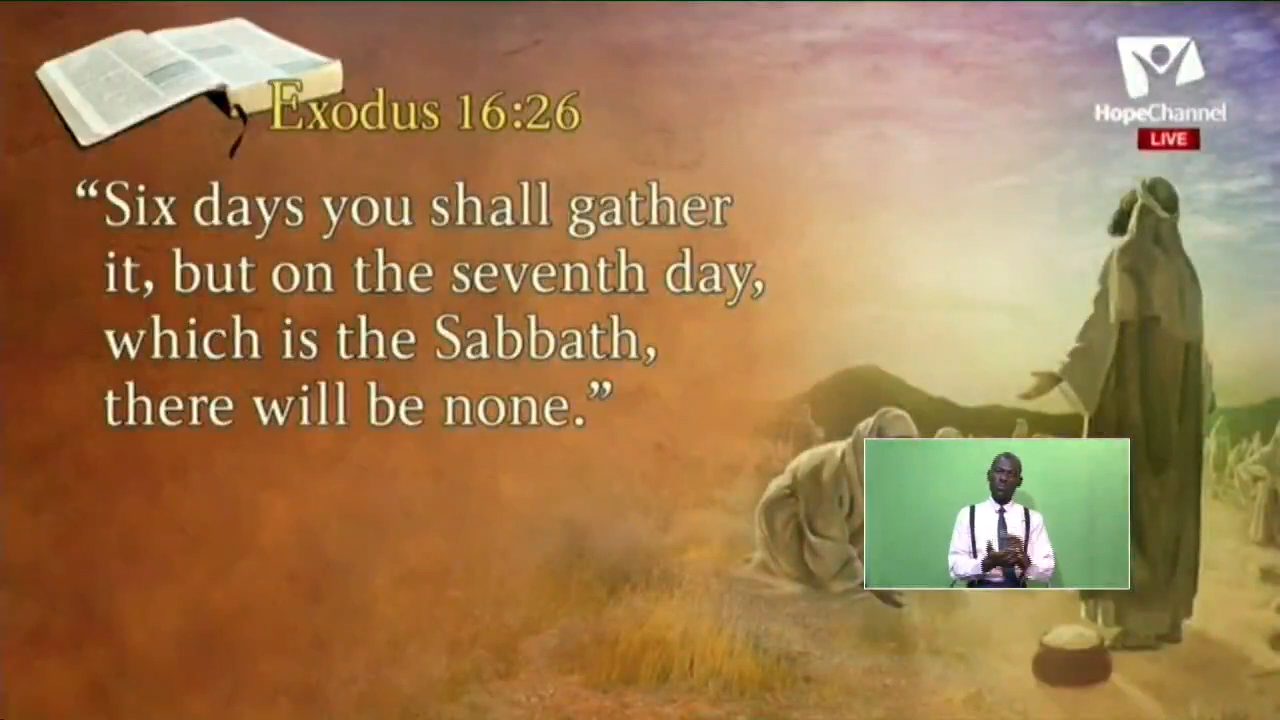 Exodus 16:26
HopeChannel
LIVE
“Six days you shall gather
it, but on the seventh day,
which is the Sabbath,
there will be none.”